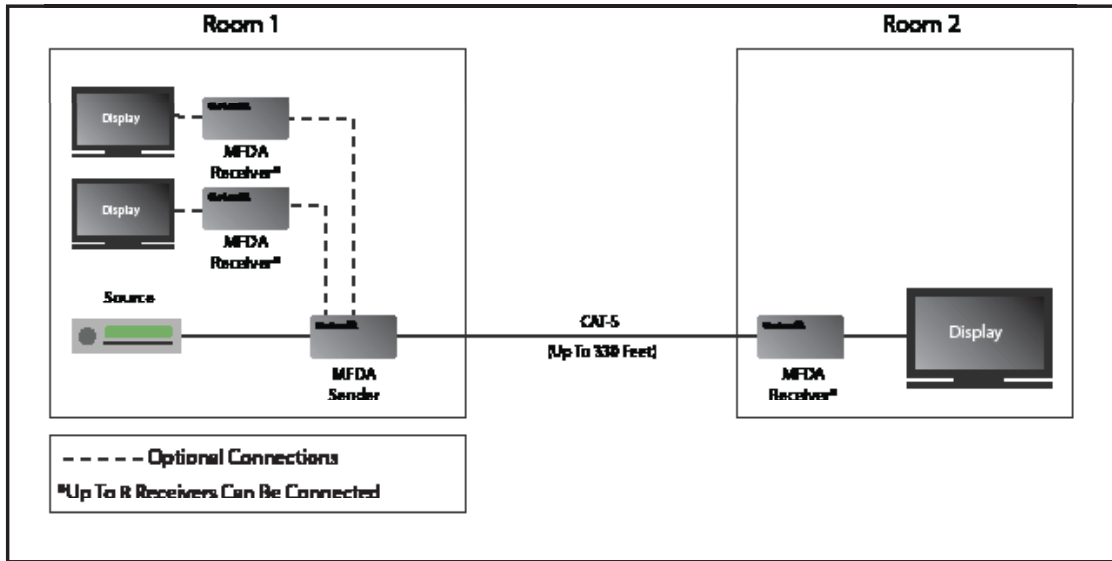 Room 1
Room 2
Display
MFDA
Receiver*
Display
MFDA
Receiver*
Source
MFDA
Sender
CAT-5
(Up To 330 Feet)
MFDA
Receiver*
Display
Optional Connections
*Up To 8 Receivers Can Be Connected